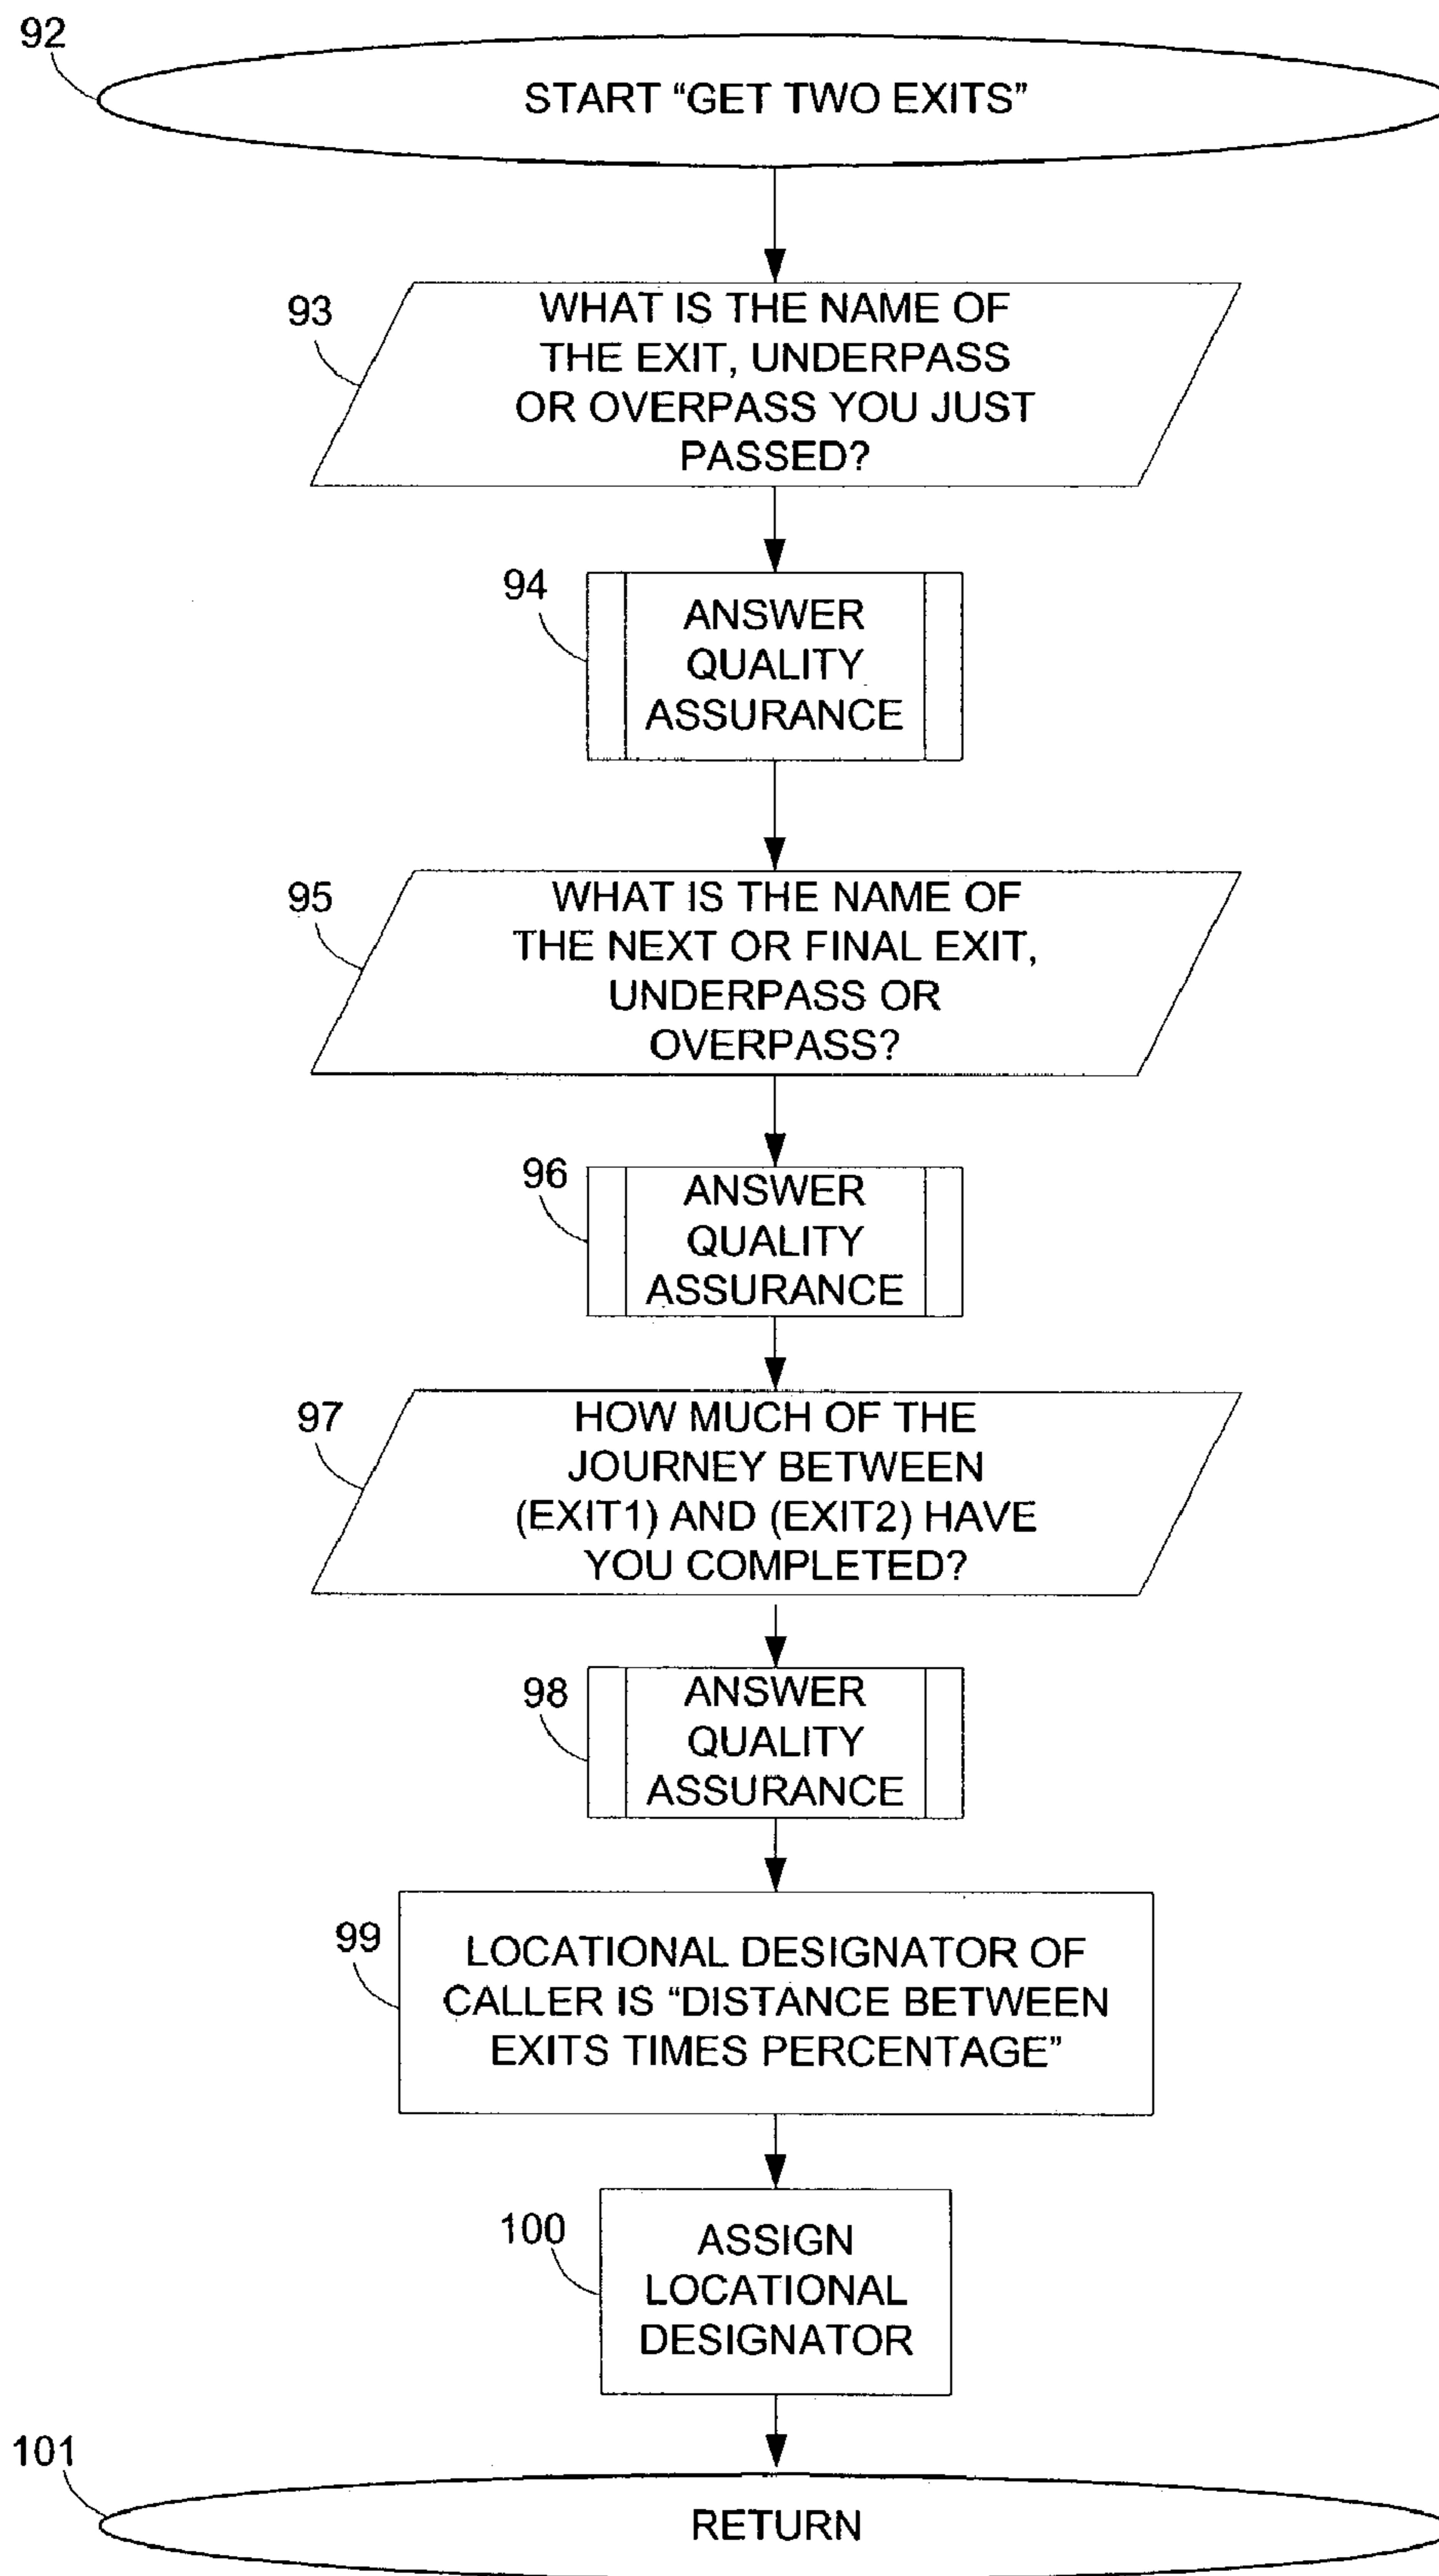 92
START “GET TWO EXITS”
93
WHAT IS THE NAME OF
THE EXIT, UNDERPASS
OR OVERPASS YOU JUST
PASSED?
94
ANSWER
QUALITY
ASSURANCE
95
WHAT IS THE NAME OF
THE NEXT OR FINAL EXIT,
UNDERPASS OR
OVERPASS?
96
ANSWER
QUALITY
ASSURANCE
97
HOW MUCH OF THE
JOURNEY BETWEEN
(EXIT1) AND (EXIT2) HAVE
YOU COMPLETED?
98
ANSWER
QUALITY
ASSURANCE
99
LOCATIONAL DESIGNATOR OF
CALLER IS “DISTANCE BETWEEN
EXITS TIMES PERCENTAGE”
100
ASSIGN
LOCATIONAL
DESIGNATOR
101
RETURN